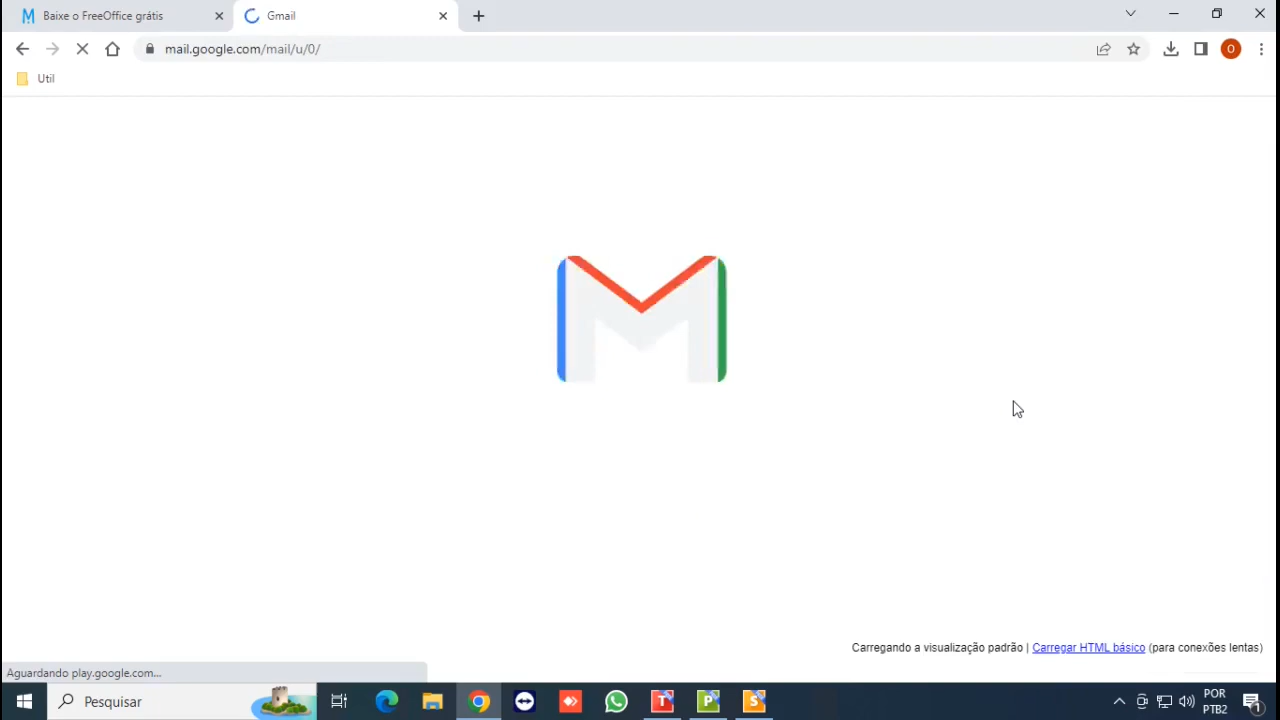 Baixe o FreeOffice grátis
Gmail
mail.google.com/mail/u/0/
O
Util
Carregando a visualização padrão | Carregar HTML básico (para conexões lentas)
Aguardando play.google.com...
Pesquisar
T
P
S
POR
PTB2
1